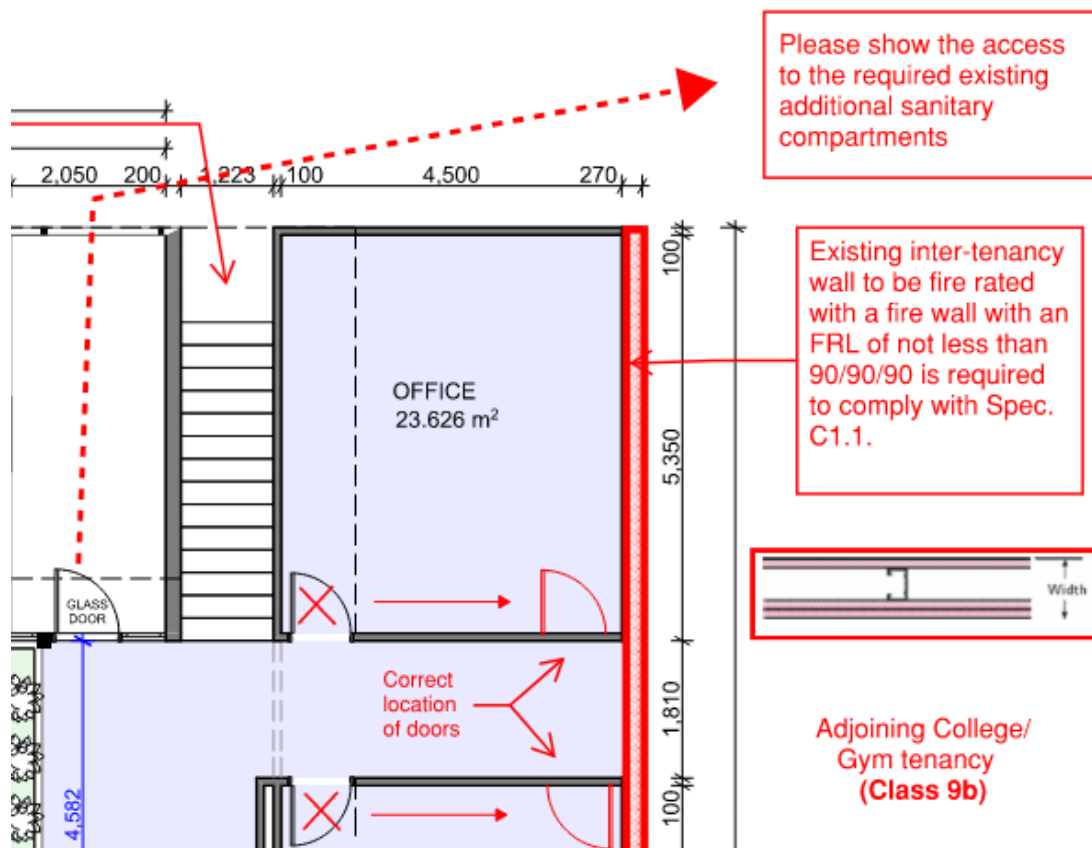 Please show the access
to the required existing
additional sanitary
compartments
2,050 200 1,223 100 4,500 270
100
Existing inter-tenancy
wall to be fire rated
with a fire wall with an
FRL of not less than
90/90/90 is required
to comply with Spec.
C1.1.
OFFICE
23.626 m²
5,350
Width
GLASS
DOOR
Correct
location
of doors
1,810
Adjoining College/
Gym tenancy
(Class 9b)
4,582
100